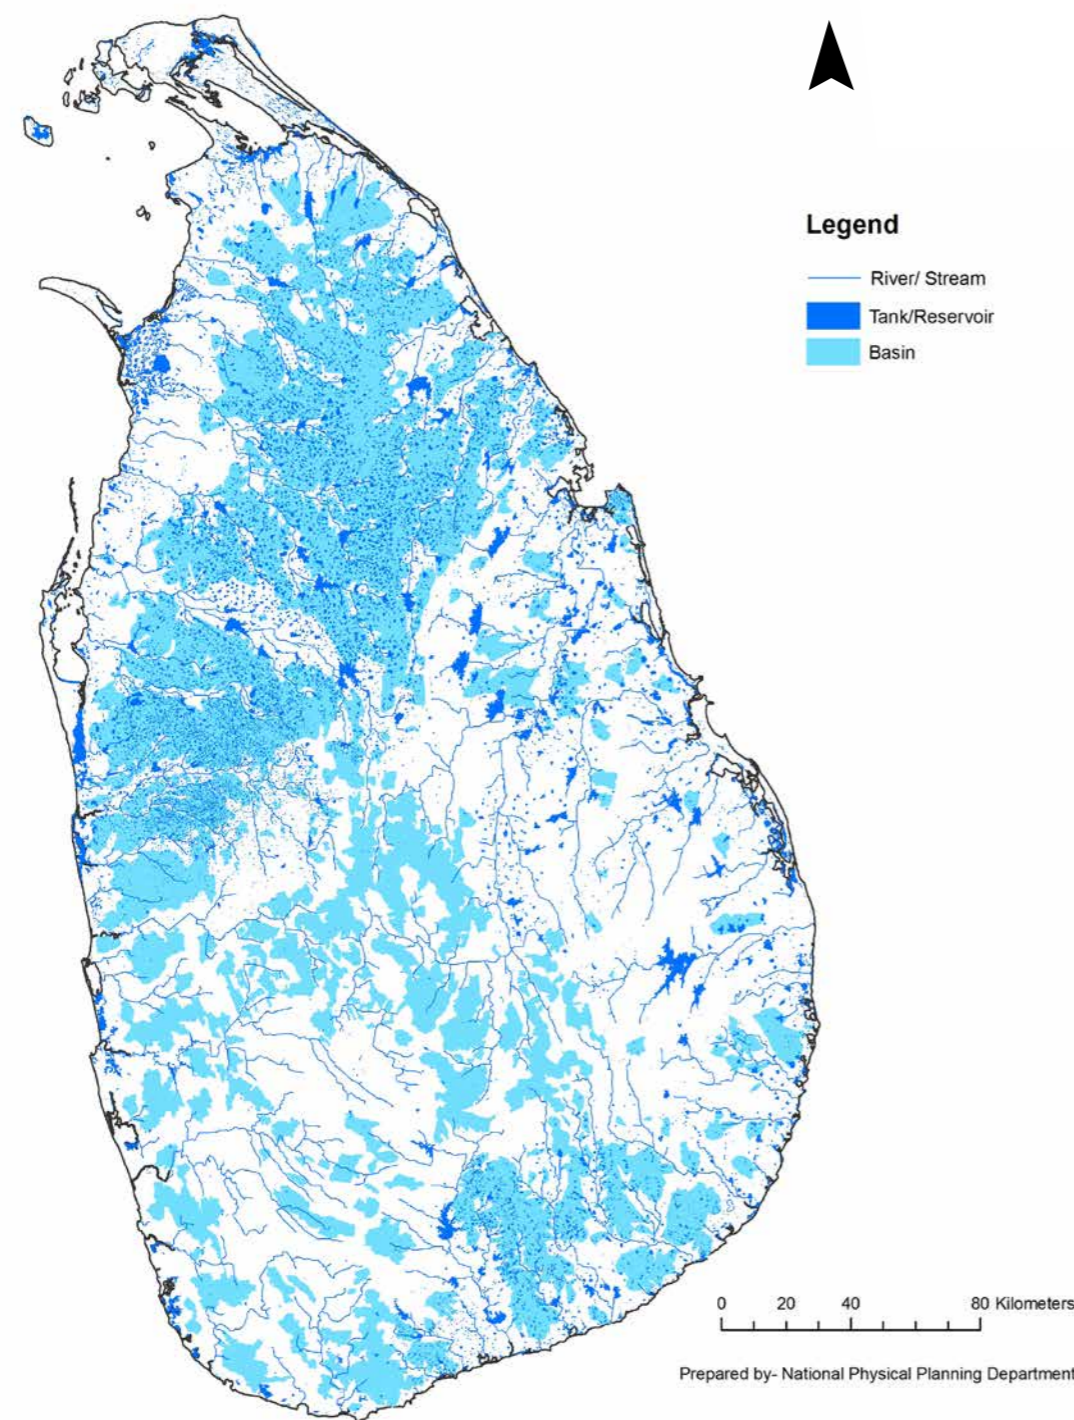 Legend
River/ Stream
Tank/Reservoir
Basin
0 20 40 80 Kilometers
Prepared by- National Physical Planning Department